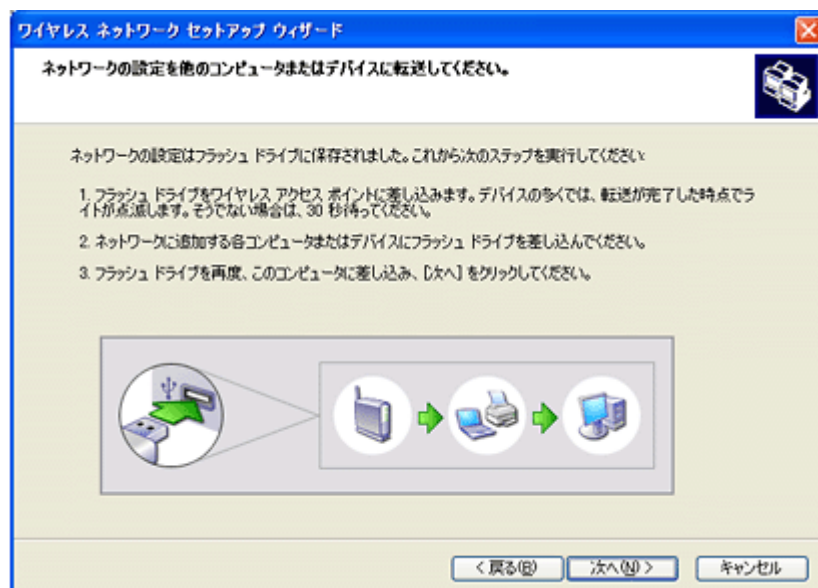 ワイヤレス ネットワーク セットアップ ウィザード
ネットワークの設定を他のコンピュータまたはデバイスに転送してください。
ネットワークの設定はフラッシュ ドライブに保存されました。これから次のステップを実行してください:
1. フラッシュ ドライブをワイヤレス アクセス ポイントに差し込みます。デバイスの多くでは、転送が完了した時点でラ
イトが点滅します。そうでない場合は、30 秒待ってください。
2. ネットワークに追加する各コンピュータまたはデバイスにフラッシュ ドライブを差し込んでください。
3. フラッシュ ドライブを再度、このコンピュータに差し込み、[次へ] をクリックしてください。
< 戻る(B)
次へ(N) >
キャンセル